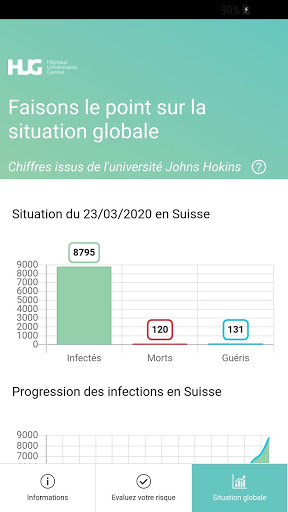 90%
HUG
Hôpitaux
Universitaires
Genève
Faisons le point sur la
situation globale
Chiffres issus de l'université Johns Hokins ?
Situation du 23/03/2020 en Suisse
8795
120
131
9000
8000
7000
6000
5000
4000
3000
2000
1000
0
Infectés
Morts
Guéris
Progression des infections en Suisse
9000
8000
7000
6000
Informations
Evaluez votre risque
Situation globale